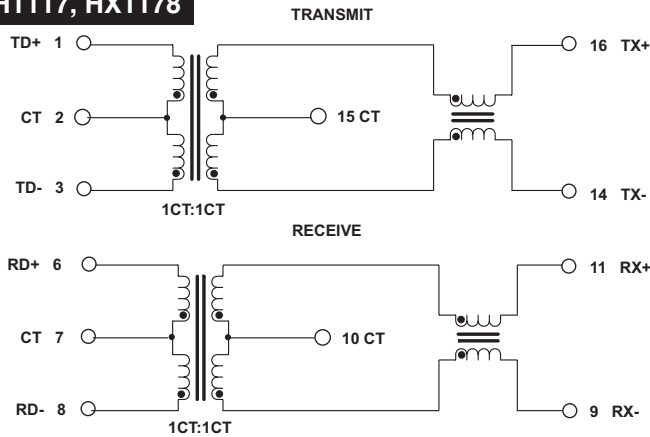 H1117, HX1178
TRANSMIT
TD+ 1
16 TX+
CT 2
15 CT
TD- 3
14 TX-
1CT:1CT
RECEIVE
RD+ 6
11 RX+
CT 7
10 CT
RD- 8
9 RX-
1CT:1CT